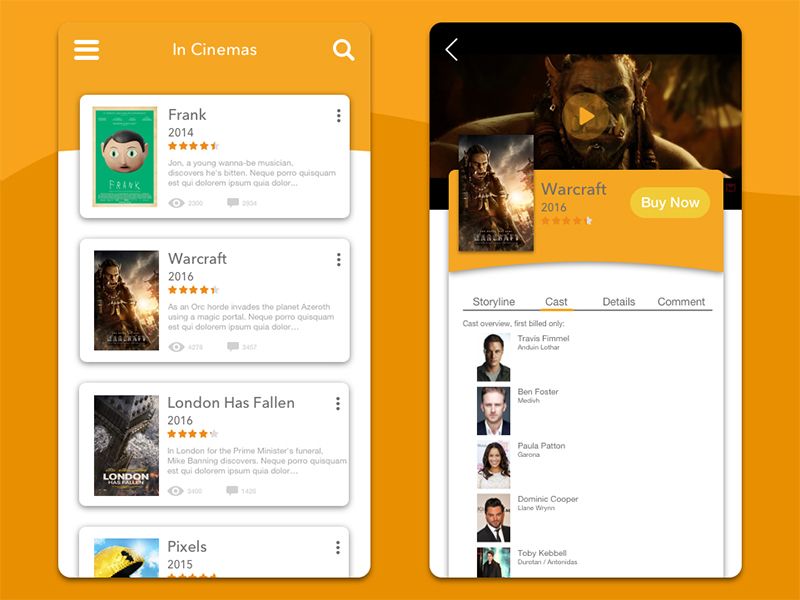 In Cinemas
FRANK
Frank
2014
Jon, a young wanna-be musician,
discovers he's bitten. Neque porro quisquam
est qui dolorem ipsum quia dolor...
2300
2934
WARCRAFT
Warcraft
2016
As an Orc horde invades the planet Azeroth
using a magic portal. Neque porro quisquam
est qui dolorem ipsum quia dolor...
4278
3457
LONDON
HAS FALLEN
London Has Fallen
2016
In London for the Prime Minister's funeral,
Mike Banning discovers. Neque porro quisquam
est qui dolorem ipsum quia dolor...
3400
1426
Pixels
2015
WARCRAFT
Warcraft
2016
Buy Now
Storyline Cast Details Comment
Cast overview, first billed only:
Travis Fimmel
Anduin Lothar
Ben Foster
Medivh
Paula Patton
Garona
Dominic Cooper
Llane Wrynn
Toby Kebbell
Durotan / Antonidas